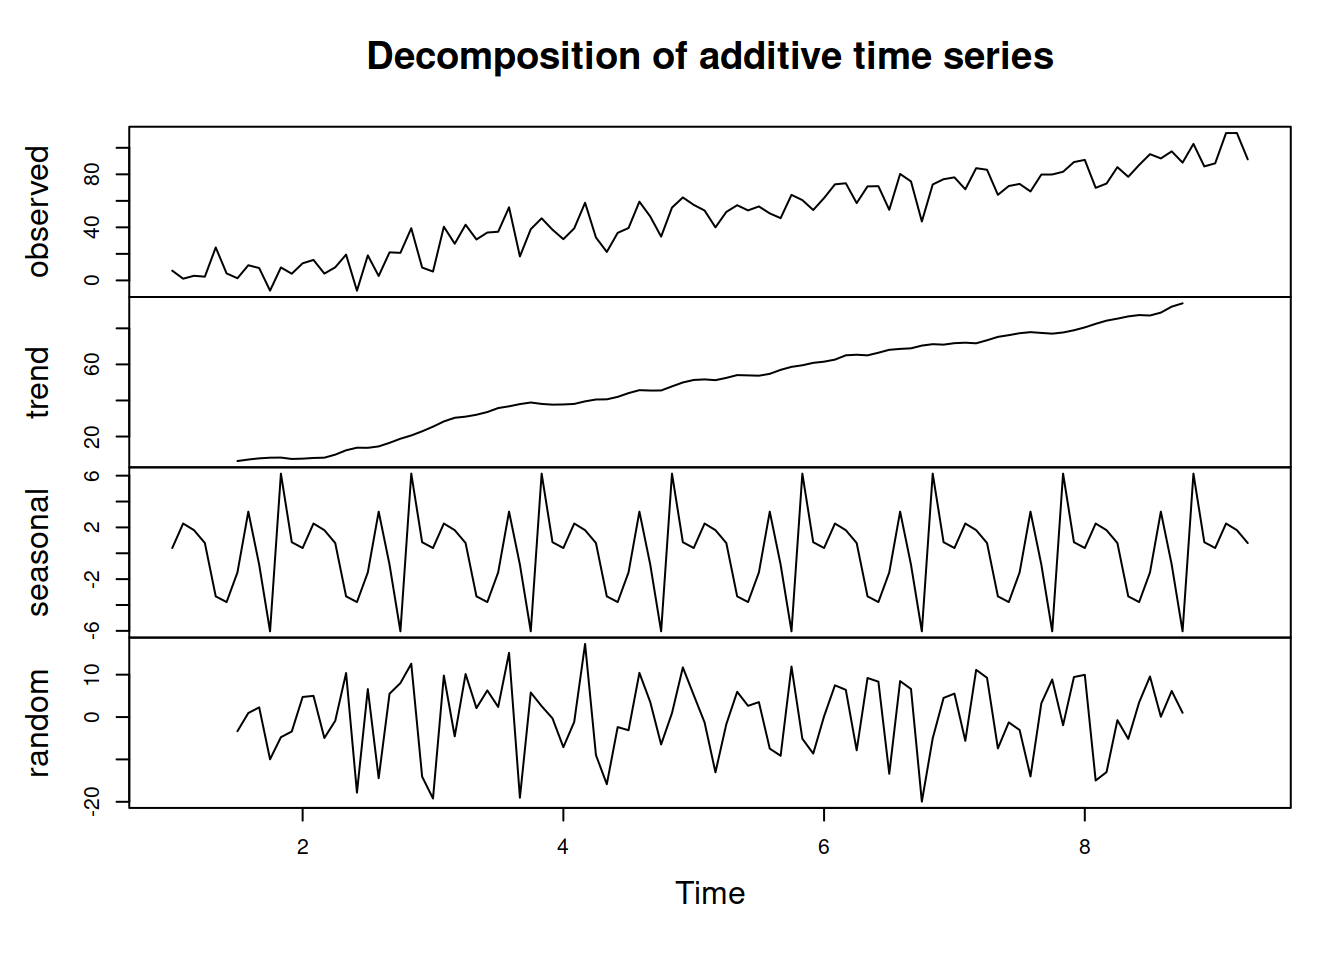 Decomposition of additive time series
observed
0 40 80
trend
20 60
seasonal
-6 -2 2 6
random
-20 0 10
2 4 6 8
Time